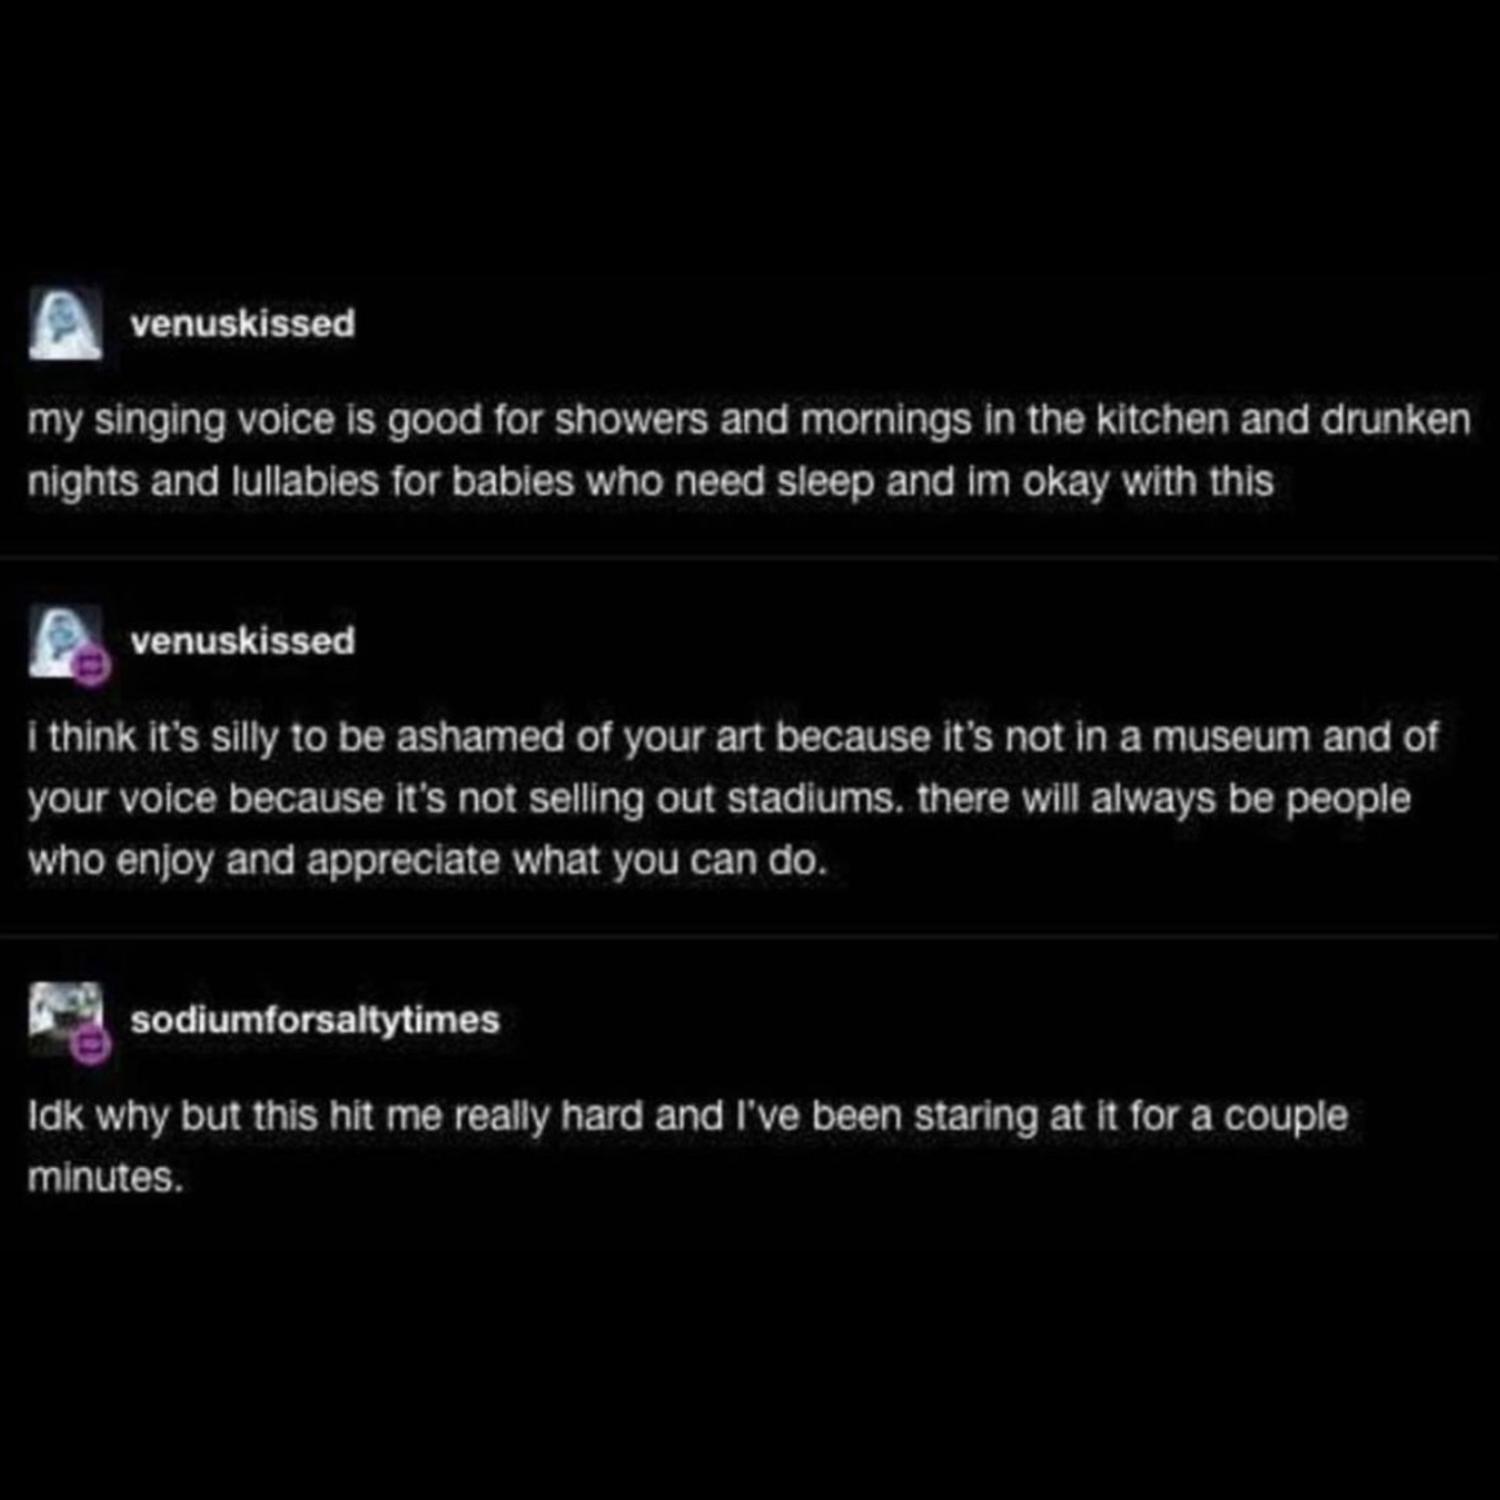 venuskissed
my singing voice is good for showers and mornings in the kitchen and drunken
nights and lullabies for babies who need sleep and im okay with this
venuskissed
i think it's silly to be ashamed of your art because it's not in a museum and of
your voice because it's not selling out stadiums. there will always be people
who enjoy and appreciate what you can do.
sodiumforsaltytimes
Idk why but this hit me really hard and I've been staring at it for a couple
minutes.